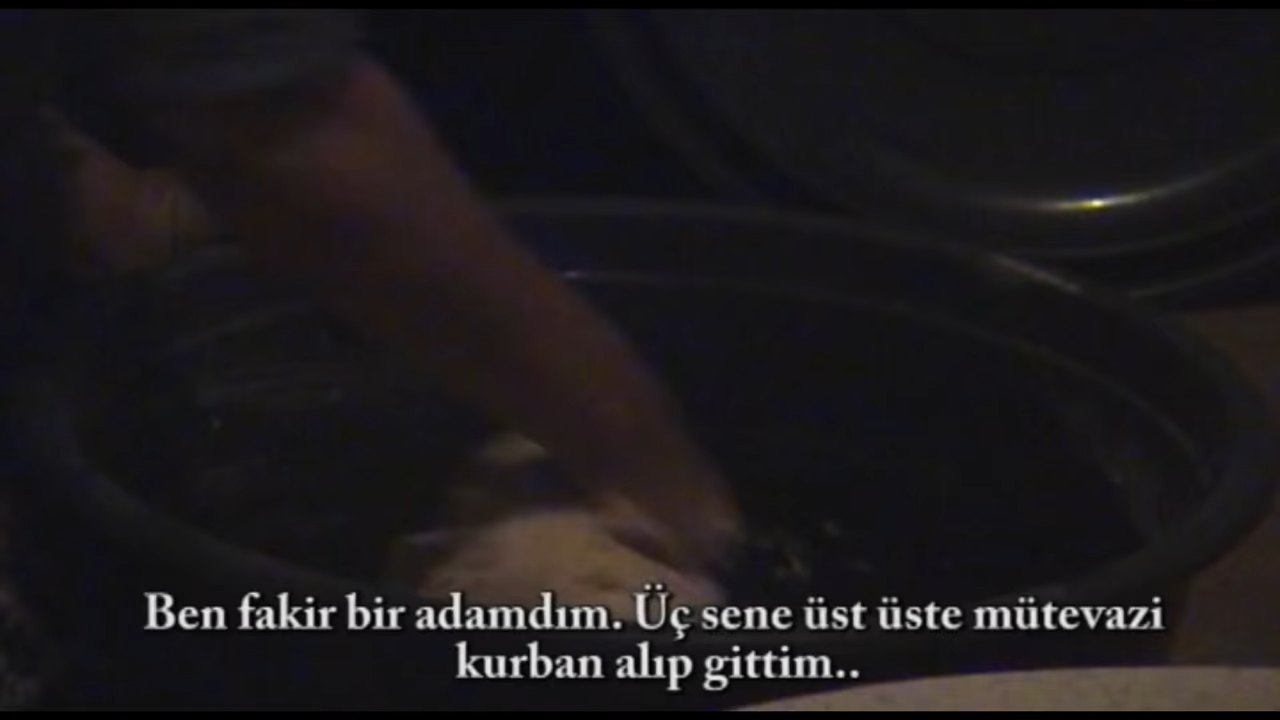 Ben fakir bir adamdım. Üç sene üst üste mütevazi
kurban alıp gittim..